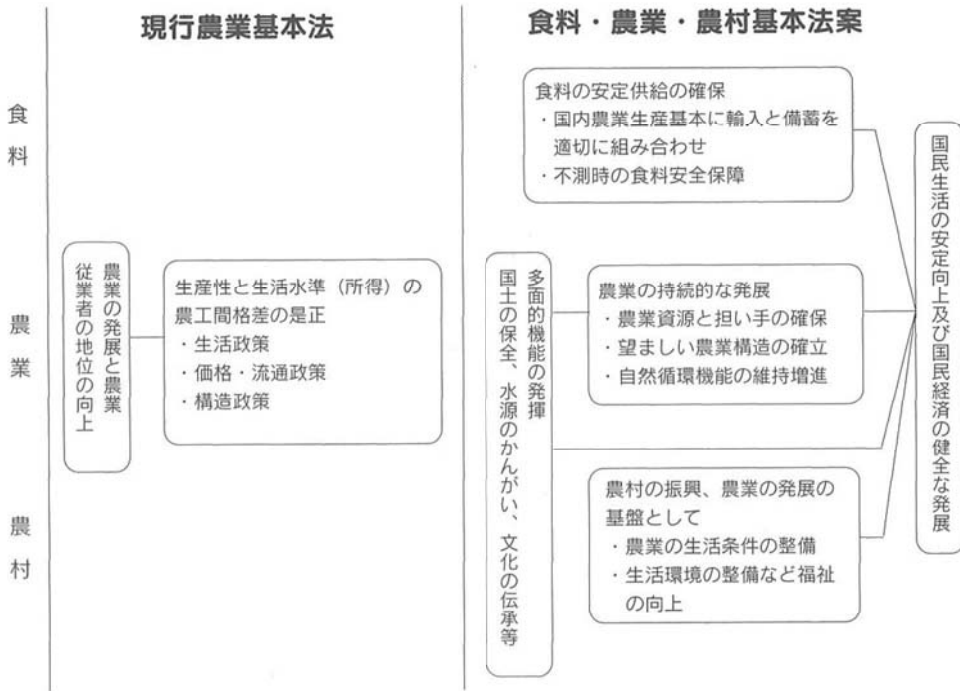 現行農業基本法
食料・農業・農村基本法案
食料
農業
農村
農業の発展と農業
従業者の地位の向上
生産性と生活水準（所得）の
農工間格差の是正
・生活政策
・価格・流通政策
・構造政策
食料の安定供給の確保
・国内農業生産基本に輸入と備蓄を
適切に組み合わせ
・不測時の食料安全保障
多面的機能の発揮
国土の保全、水源のかんがい、文化の伝承等
農業の持続的な発展
・農業資源と担い手の確保
・望ましい農業構造の確立
・自然循環機能の維持増進
農村の振興、農業の発展の
基盤として
・農業の生活条件の整備
・生活環境の整備など福祉
の向上
国民生活の安定向上及び国民経済の健全な発展